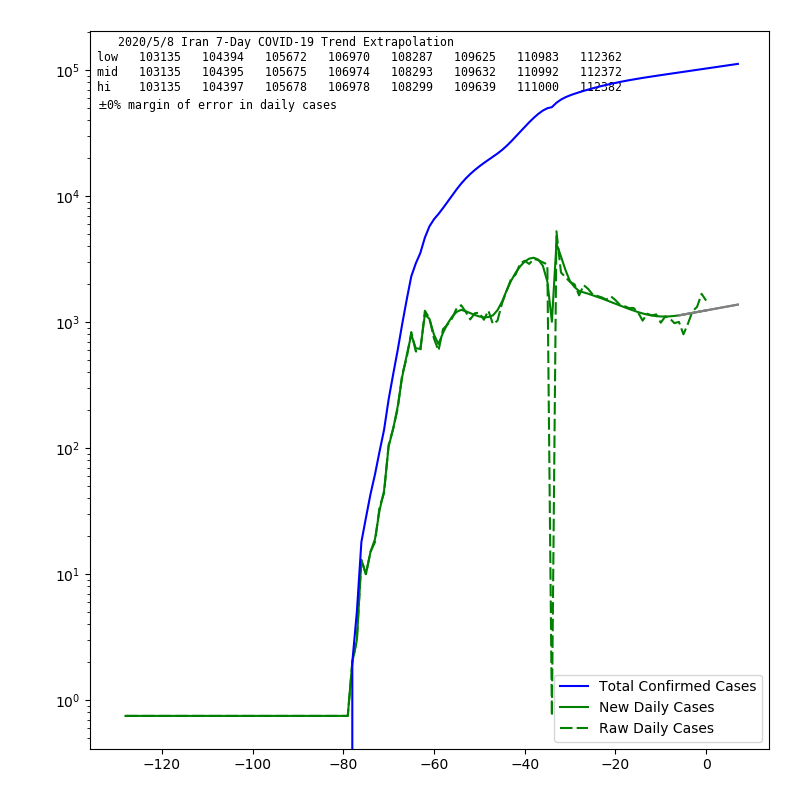 2020/5/8 Iran 7-Day COVID-19 Trend Extrapolation
low 103135 104394 105672 106970 108287 109625 110983 112362
mid 103135 104395 105675 106974 108293 109632 110992 112372
hi 103135 104397 105678 106978 108299 109639 111000 112382
±0% margin of error in daily cases
10⁵
10⁴
10³
10²
10¹
10⁰
Total Confirmed Cases
New Daily Cases
Raw Daily Cases
−120 −100 −80 −60 −40 −20 0